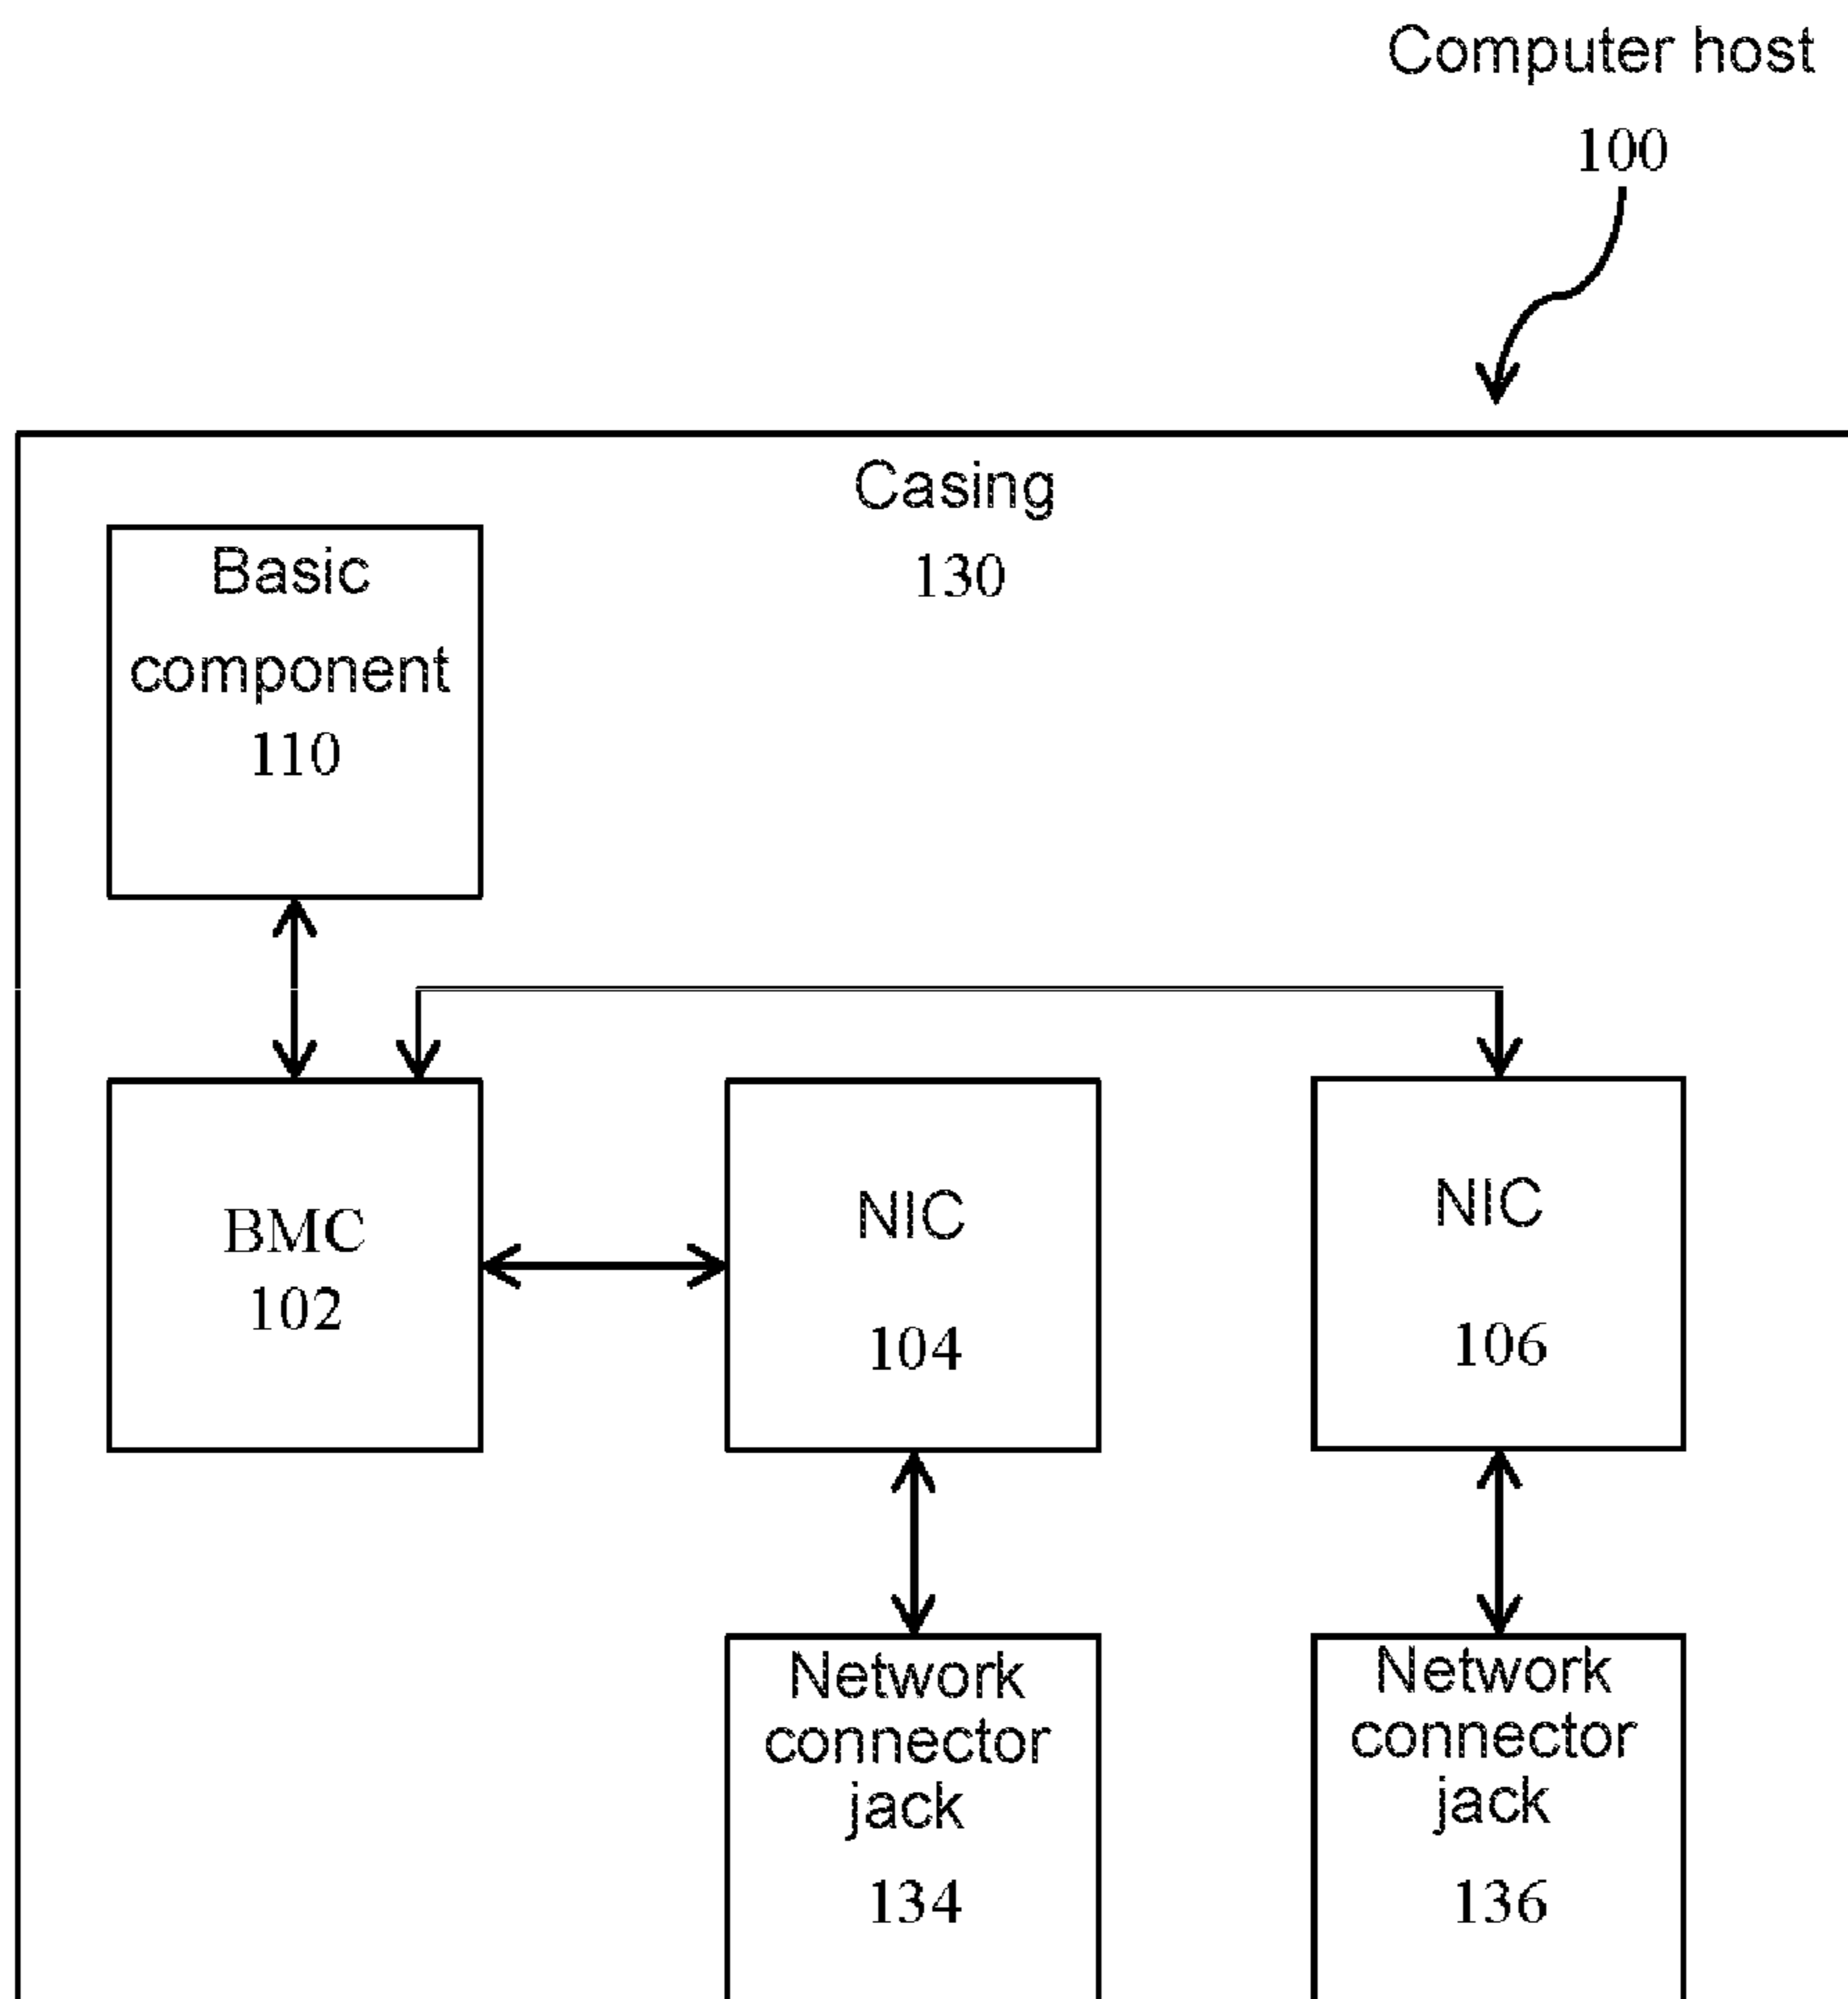 Computer host
100
Casing
130
Basic
component
110
BMC
102
NIC
104
NIC
106
Network
connector
jack
134
Network
connector
jack
136